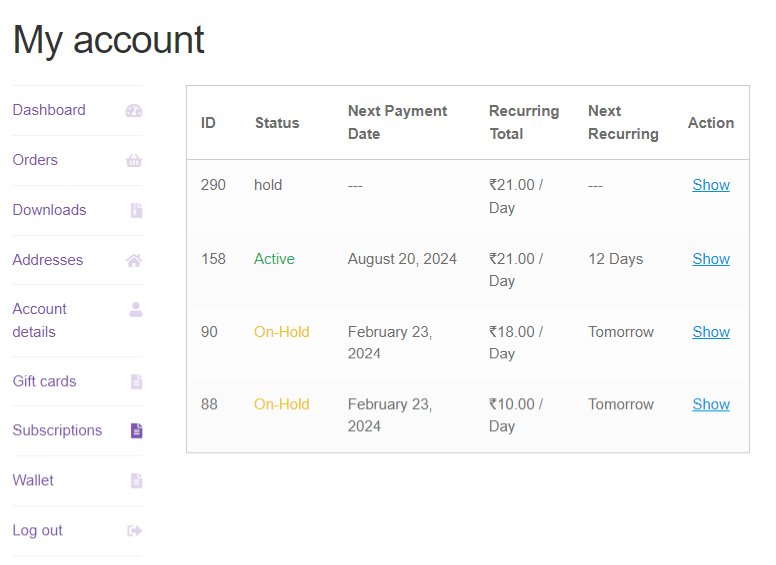 My account
Dashboard
Orders
Downloads
Addresses
Account
details
Gift cards
Subscriptions
Wallet
Log out
ID Status Next Payment Date Recurring Total Next Recurring Action
290 hold --- ₹21.00 / Day --- Show
158 Active August 20, 2024 ₹21.00 / Day 12 Days Show
90 On-Hold February 23, 2024 ₹18.00 / Day Tomorrow Show
88 On-Hold February 23, 2024 ₹10.00 / Day Tomorrow Show